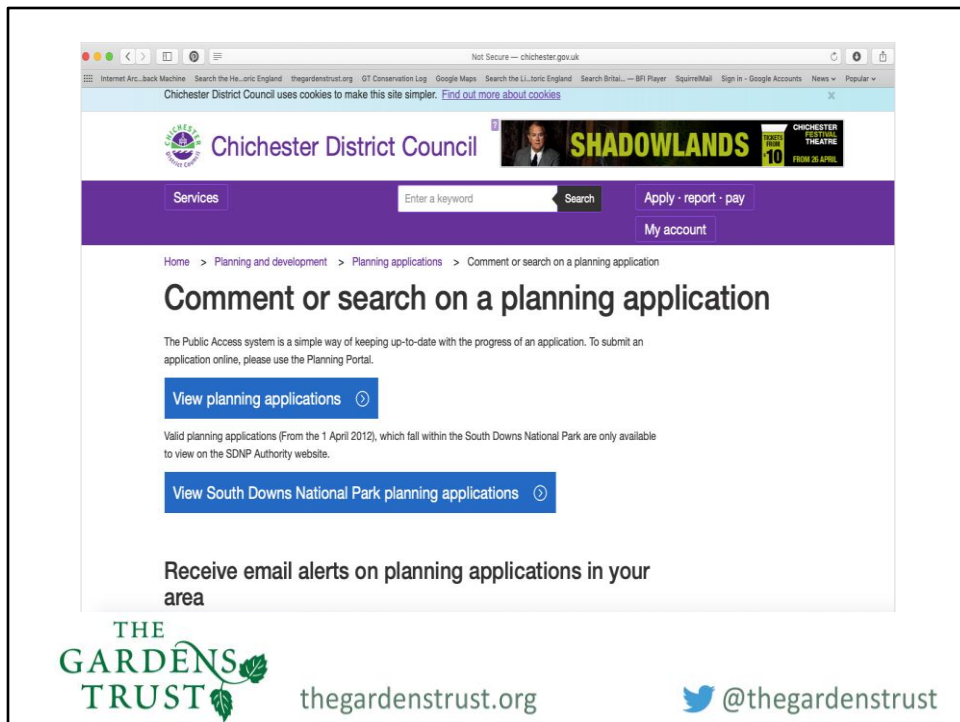 Not Secure — chichester.gov.uk
Internet Arc...back Machine Search the He...oric England thegardenstrust.org GT Conservation Log Google Maps Search the Li...toric England Search Britai... — BFI Player SquirrelMail Sign in - Google Accounts News Popular
Chichester District Council uses cookies to make this site simpler. Find out more about cookies x
CHICHESTER
District Council
Chichester District Council
?
SHADOWLANDS
TICKETS
FROM
£10
CHICHESTER
FESTIVAL
THEATRE
FROM 26 APRIL
Services
Enter a keyword
Search
Apply · report · pay
My account
Home > Planning and development > Planning applications > Comment or search on a planning application
Comment or search on a planning application
The Public Access system is a simple way of keeping up-to-date with the progress of an application. To submit an
application online, please use the Planning Portal.
View planning applications
Valid planning applications (From the 1 April 2012), which fall within the South Downs National Park are only available
to view on the SDNP Authority website.
View South Downs National Park planning applications
Receive email alerts on planning applications in your
area
THE
GARDENS
TRUST
thegardenstrust.org
@thegardenstrust